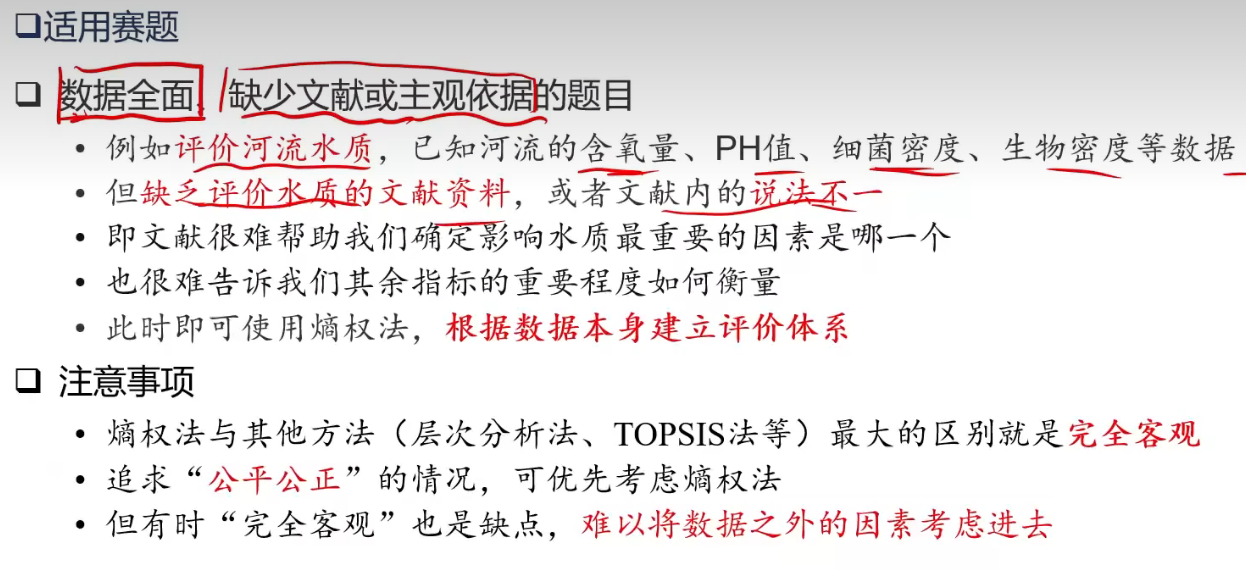 适用赛题
数据全面、缺少文献或主观依据的题目
• 例如评价河流水质，已知河流的含氧量、PH值、细菌密度、生物密度等数据
• 但缺乏评价水质的文献资料，或者文献内的说法不一
• 即文献很难帮助我们确定影响水质最重要的因素是哪一个
• 也很难告诉我们其余指标的重要程度如何衡量
• 此时即可使用熵权法，根据数据本身建立评价体系
注意事项
• 熵权法与其他方法（层次分析法、TOPSIS法等）最大的区别就是完全客观
• 追求“公平公正”的情况，可优先考虑熵权法
• 但有时“完全客观”也是缺点，难以将数据之外的因素考虑进去